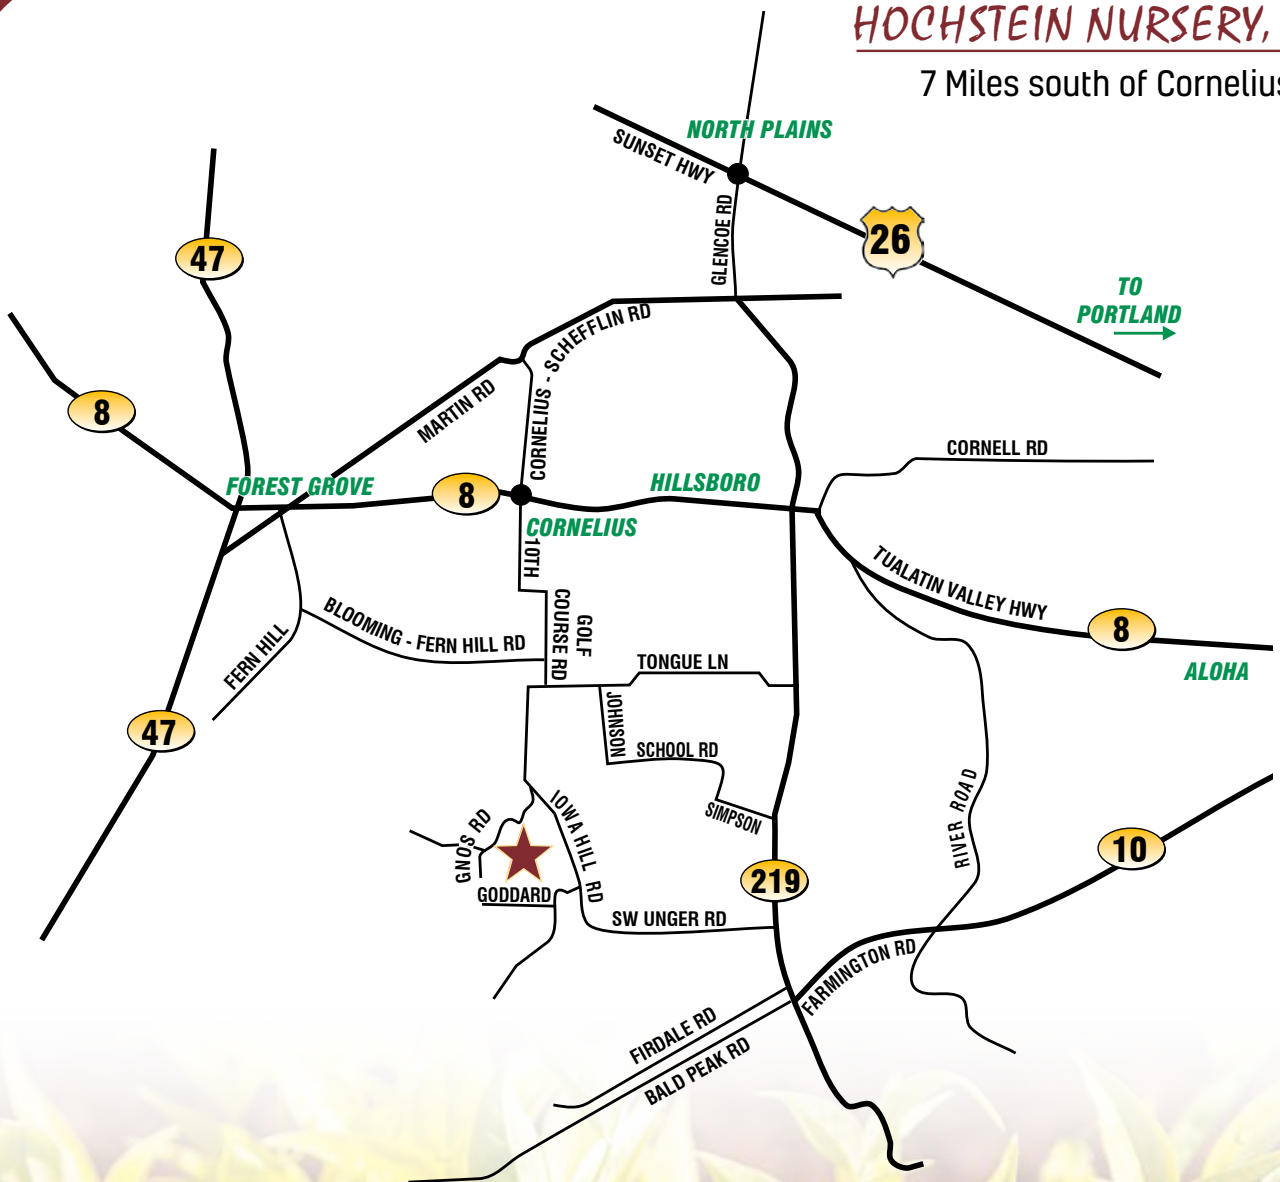 HOCHSTEIN NURSERY,
7 Miles south of Cornelius
NORTH PLAINS
SUNSET HWY
GLENCOE RD
26
47
TO
PORTLAND
CORNELIUS - SCHEFFLIN RD
MARTIN RD
8
CORNELL RD
FOREST GROVE
8
HILLSBORO
CORNELIUS
10TH
TUALATIN VALLEY HWY
8
ALOHA
GOLF
COURSE RD
BLOOMING - FERN HILL RD
FERN HILL
TONGUE LN
47
JOHNSON
SCHOOL RD
SIMPSON
IOWA HILL RD
GNOS RD
RIVER ROAD
10
219
GODDARD
SW UNGER RD
FARMINGTON RD
FIRDALE RD
BALD PEAK RD